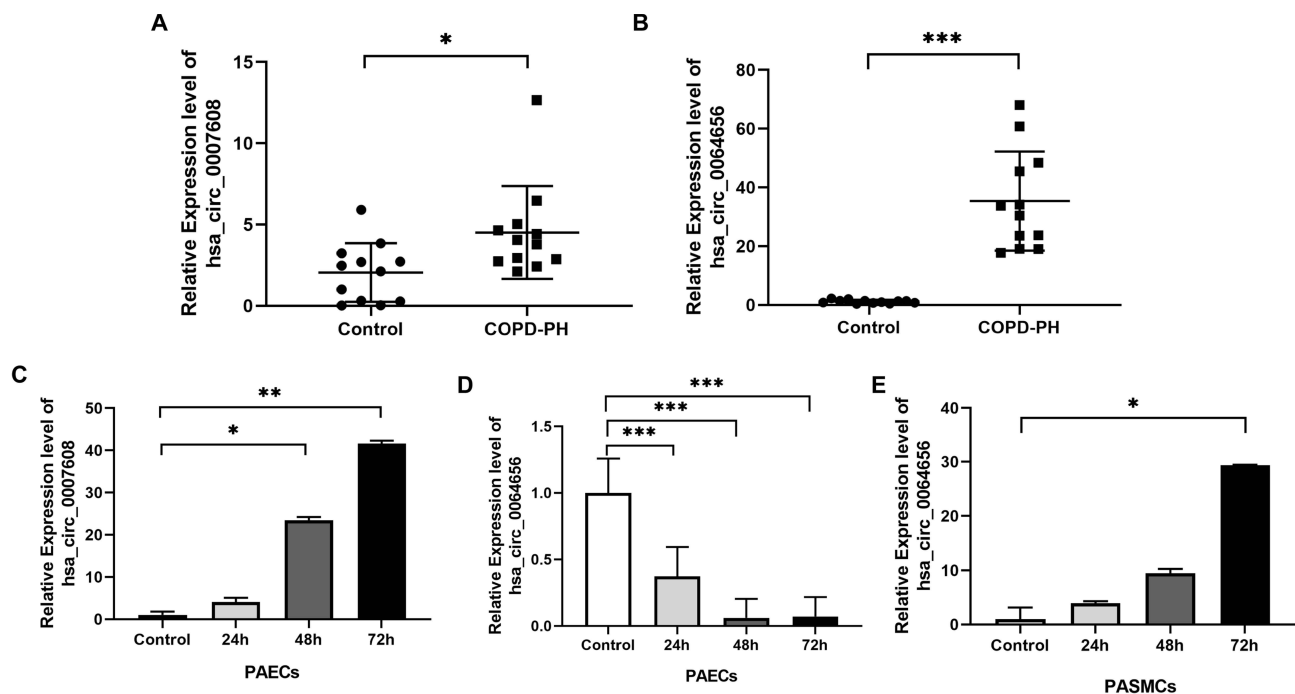 A
*
Relative Expression level of
hsa_circ_0007608
15
10
5
0
Control
COPD-PH
B
***
Relative Expression level of
hsa_circ_0064656
80
60
40
20
0
Control
COPD-PH
C
**
*
Relative Expression level of
hsa_circ_0007608
50
40
30
20
10
0
Control
24h
48h
72h
PAECs
D
***
***
***
Relative Expression level of
hsa_circ_0064656
1.5
1.0
0.5
0.0
Control
24h
48h
72h
PAECs
E
*
Relative Expression level of
hsa_circ_0064656
40
30
20
10
0
Control
24h
48h
72h
PASMCs